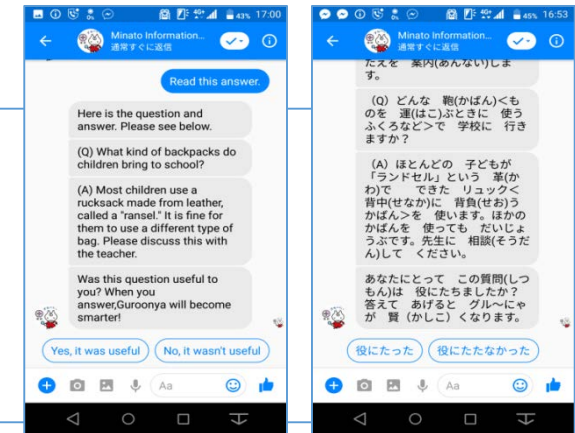 43% 17:00
Minato Information...
通常すぐに返信
Read this answer.
Here is the question and
answer. Please see below.
(Q) What kind of backpacks do
children bring to school?
(A) Most children use a
rucksack made from leather,
called a "ransel." It is fine for
them to use a different type of
bag. Please discuss this with
the teacher.
Was this question useful to
you? When you
answer,Guroonya will become
smarter!
Yes, it was useful
No, it wasn't useful
Aa
45% 16:53
Minato Information...
通常すぐに返信
たえを 案内(あんない)しま
す。
（Q）どんな 鞄(かばん)<も
のを 運(はこ)ぶときに 使う
ふくろなど>で 学校に 行き
ますか？
（A）ほとんどの 子どもが
「ランドセル」という 革(か
わ)で できた リュック<
背中(せなか)に 背負(せお)う
かばん>を 使います。ほかの
かばんを 使っても だいじょ
うぶです。先生に 相談(そうだ
ん)して ください。
あなたにとって この質問(しつ
もん)は 役にたちましたか？
答えて あげると グル〜にゃ
が 賢（かしこ）くなります。
役にたった
役にたたなかった
Aa